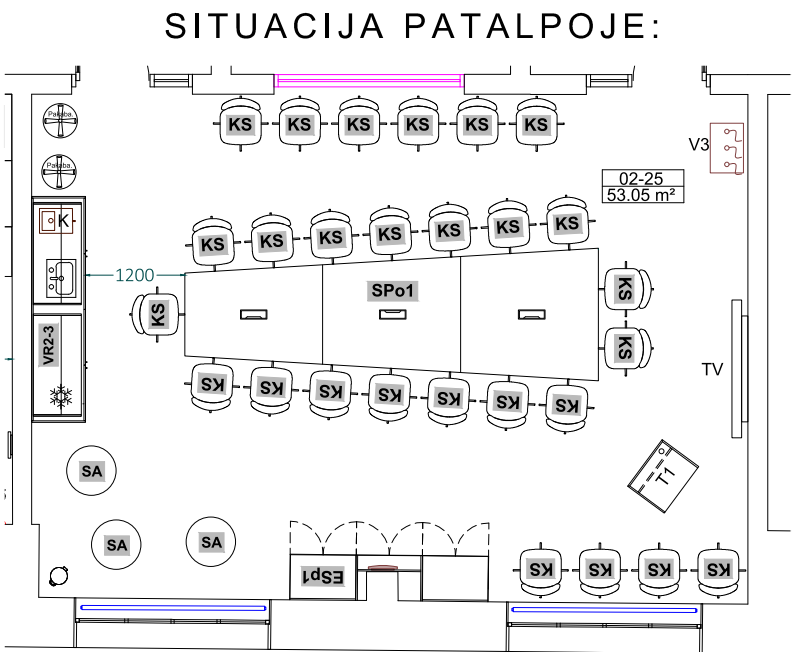 SITUACIJA PATALPOJE:
Pakaba.
KS KS KS KS KS KS
V3
Pakaba.
02-25
53.05 m²
K
KS KS KS KS KS KS KS
1200
SPo1
KS
KS
KS
VR2-3
TV
KS KS KS KS KS KS KS
SA
T1
SA
SA
ESp1
KS KS KS KS